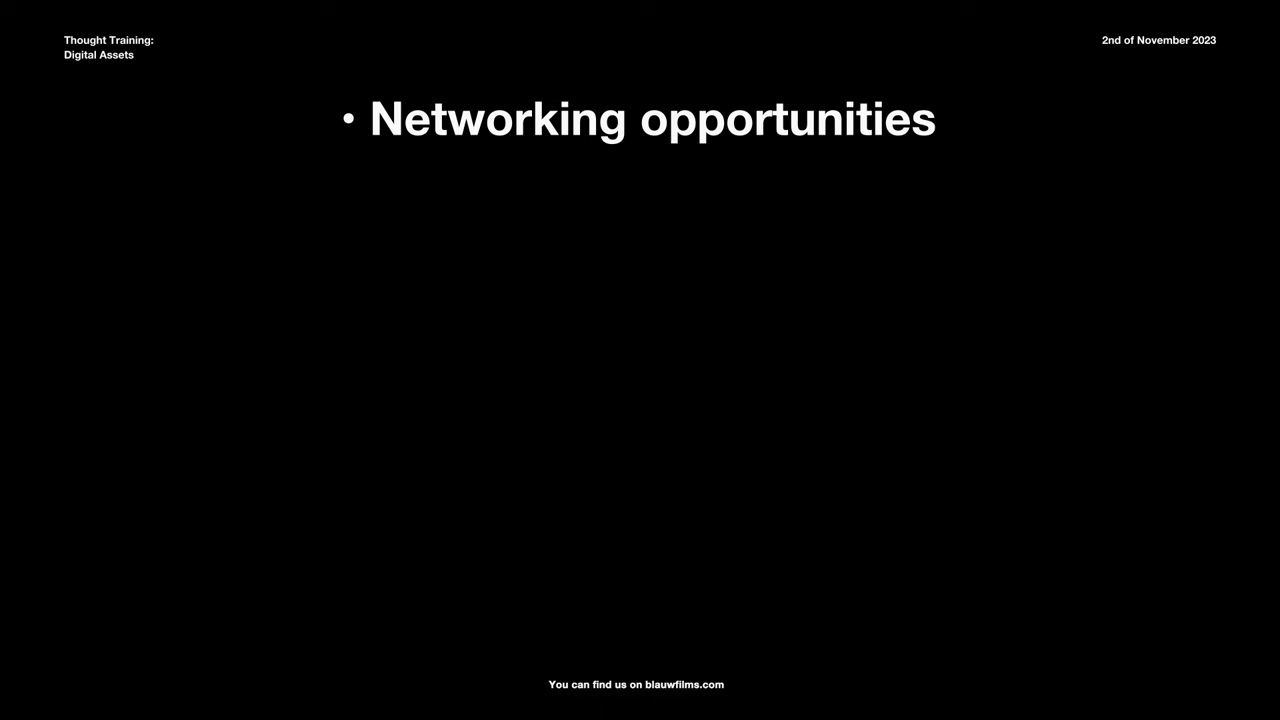 Thought Training:
Digital Assets
2nd of November 2023
• Networking opportunities
You can find us on blauwfilms.com